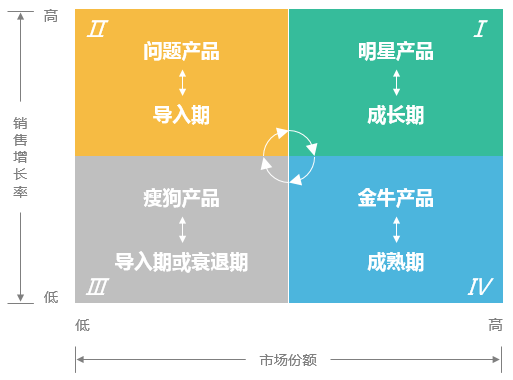 高
II
问题产品
导入期
I
明星产品
成长期
销售增长率
瘦狗产品
导入期或衰退期
III
金牛产品
成熟期
IV
低
低
高
市场份额